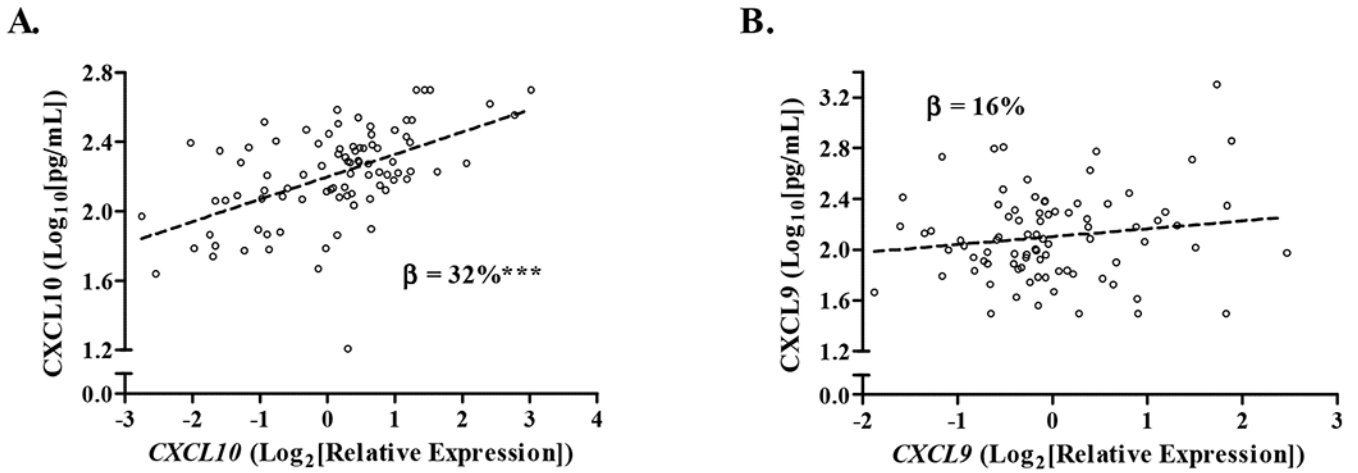 A.
CXCL10 (Log₁₀[pg/mL])
2.8
2.4
2.0
1.6
1.2
0.0
β = 32%***
-3 -2 -1 0 1 2 3 4
CXCL10 (Log₂[Relative Expression])
B.
CXCL9 (Log₁₀[pg/mL])
3.2
2.8
2.4
2.0
1.6
1.2
0.0
β = 16%
-2 -1 0 1 2 3
CXCL9 (Log₂[Relative Expression])